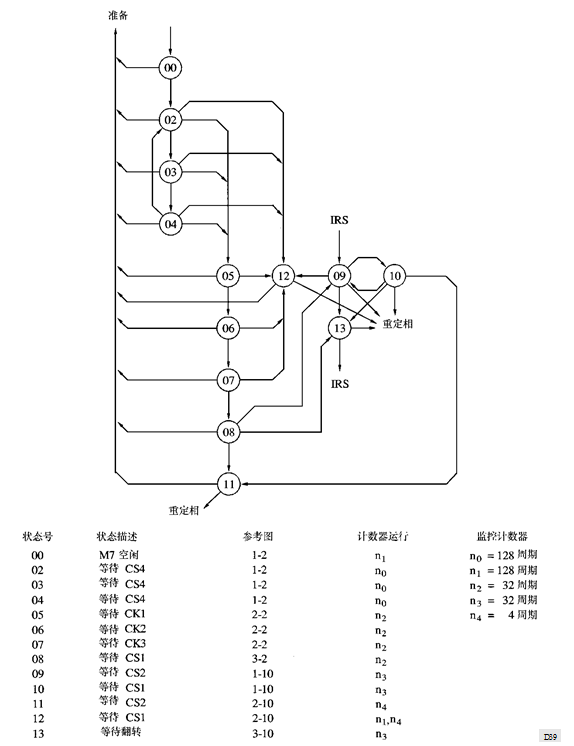 准备
00
02
03
04
IRS
05
12
09
10
重定相
06
13
07
IRS
08
11
重定相
状态号 状态描述 参考图 计数器运行 监控计数器
00 M7 空闲 1-2 n₁ n₀ = 128 周期
02 等待 CS4 1-2 n₀ n₁ = 128 周期
03 等待 CS4 1-2 n₀ n₂ = 32 周期
04 等待 CS4 1-2 n₀ n₃ = 32 周期
05 等待 CK1 2-2 n₂ n₄ = 4 周期
06 等待 CK2 2-2 n₂
07 等待 CK3 2-2 n₂
08 等待 CS1 3-2 n₂
09 等待 CS2 1-10 n₃
10 等待 CS1 1-10 n₃
11 等待 CS2 2-10 n₄
12 等待 CS1 2-10 n₁,n₄
13 等待翻转 3-10 n₃
D39